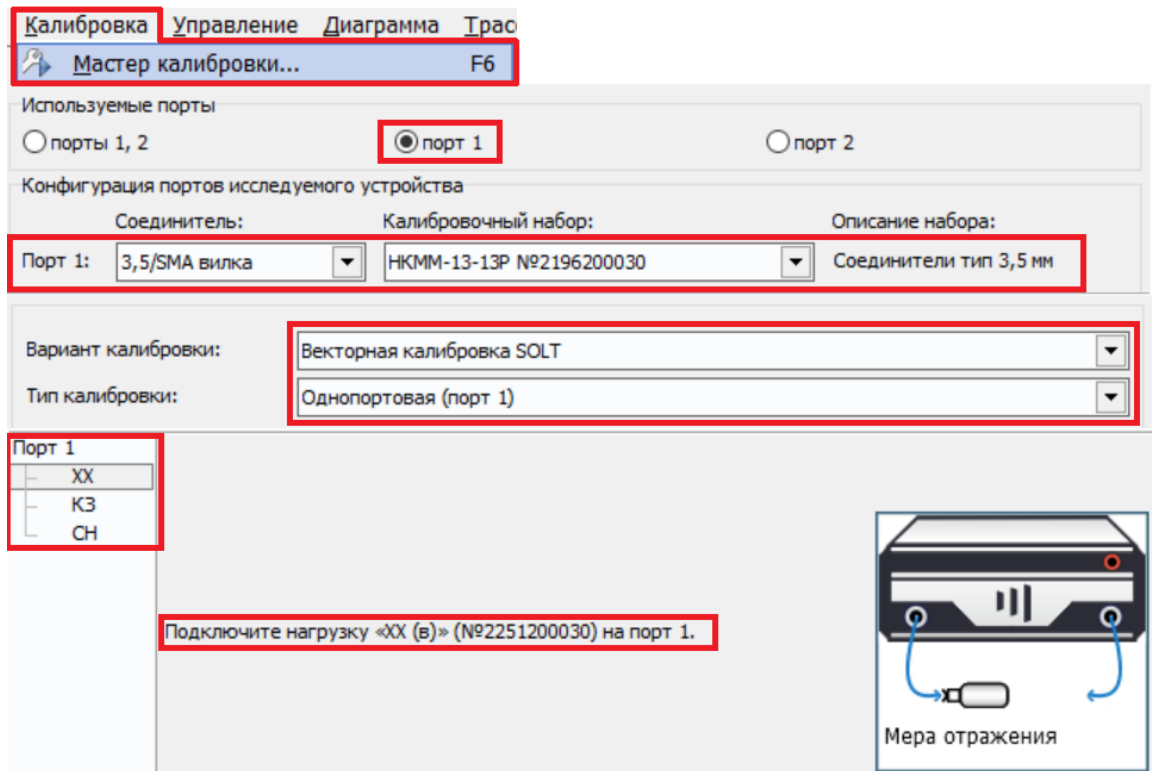 Калибровка Управление Диаграмма Трас
Мастер калибровки... F6
Используемые порты
порты 1, 2 порт 1 порт 2
Конфигурация портов исследуемого устройства
Соединитель: Калибровочный набор: Описание набора:
Порт 1: 3,5/SMA вилка НКММ-13-13Р №2196200030 Соединители тип 3,5 мм
Вариант калибровки: Векторная калибровка SOLT
Тип калибровки: Однопортовая (порт 1)
Порт 1
ХХ
КЗ
СН
Подключите нагрузку «ХХ (в)» (№2251200030) на порт 1.
Мера отражения